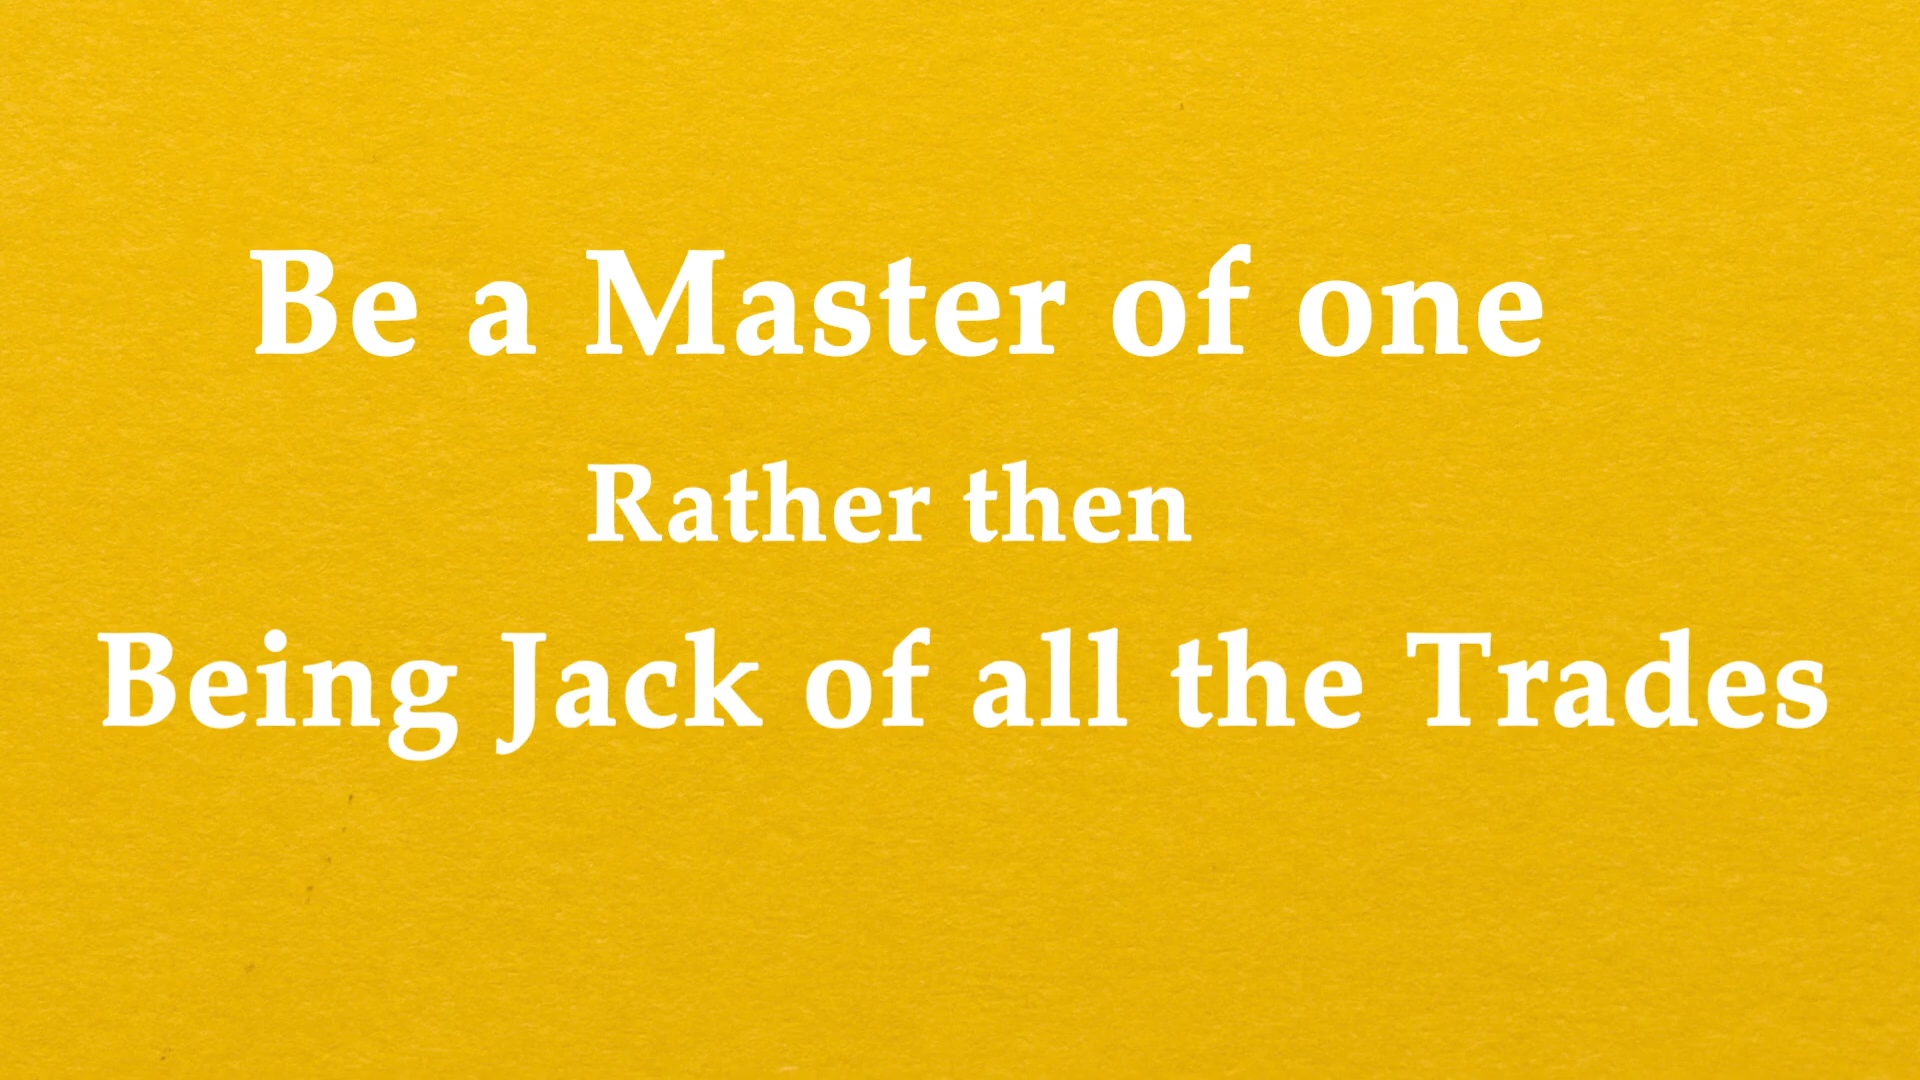 Be a Master of one
Rather then
Being Jack of all the Trades